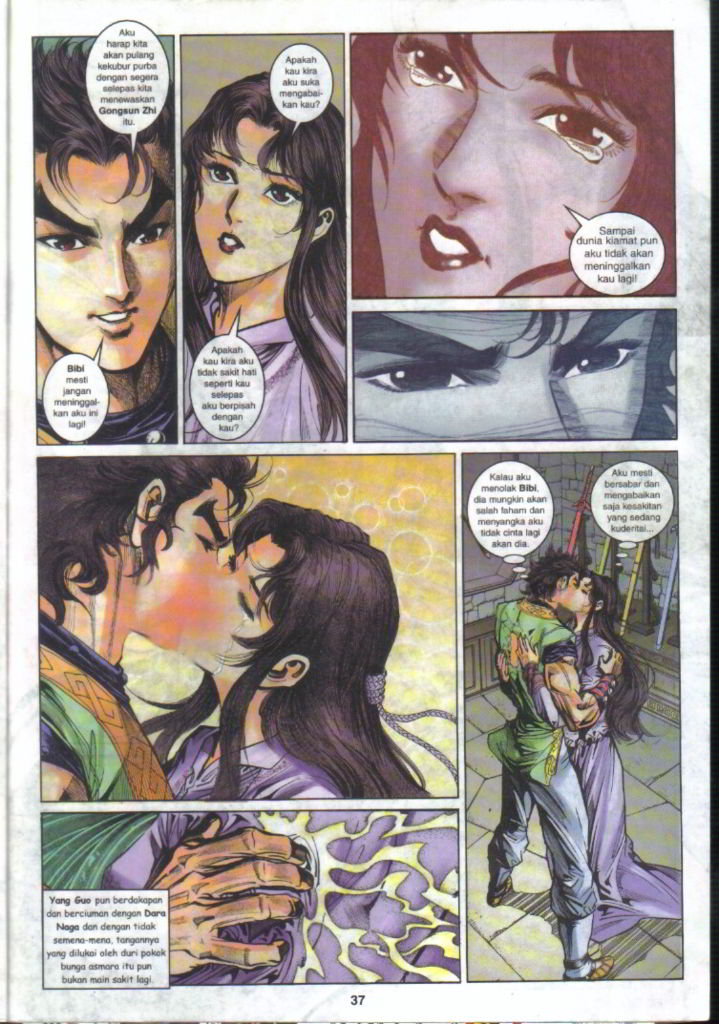 Aku
harap kita
akan pulang
kekubur purba
dengan segera
selepas kita
menewaskan
Gongsun Zhi
itu.
Bibi
mesti
jangan
meninggal-
kan aku ini
lagi!
Apakah
kau kira
aku suka
mengabai-
kan kau?
Apakah
kau kira aku
tidak sakit hati
seperti kau
selepas
aku berpisah
dengan
kau?
Sampai
dunia kiamat pun
aku tidak akan
meninggalkan
kau lagi!
Kalau aku
menolak Bibi,
dia mungkin akan
salah faham dan
menyangka aku
tidak cinta lagi
akan dia.
Aku mesti
bersabar dan
mengabaikan
saja kesakitan
yang sedang
kuderitai...
Yang Guo pun berdakapan
dan berciuman dengan Dara
Naga dan dengan tidak
semena-mena, tangannya
yang dilukai oleh duri pokok
bunga asmara itu pun
bukan main sakit lagi.
37